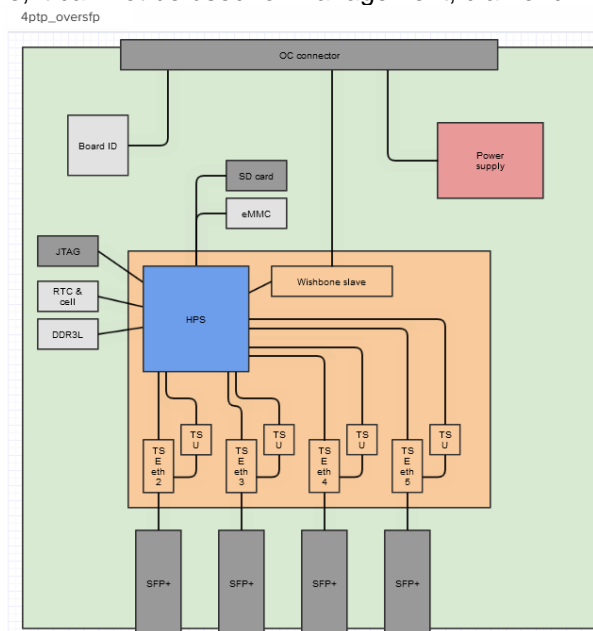 4ptp_oversfp
OC connector
Board ID
Power
supply
SD card
eMMC
JTAG
RTC &
cell
DDR3L
HPS
Wishbone slave
TS
U
TS
U
TS
U
TS
U
TS
E
eth
2
TS
E
eth
3
TS
E
eth
4
TS
E
eth
5
SFP+
SFP+
SFP+
SFP+